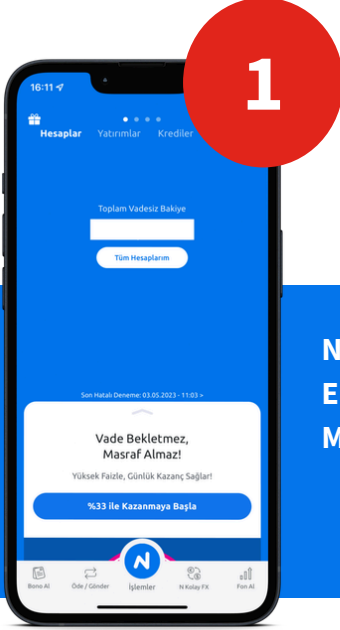 1
16:11
Hesaplar Yatırımlar Krediler
Toplam Vadesiz Bakiye
Tüm Hesaplarım
Son Hatalı Deneme: 03.05.2023 - 11:03 >
Vade Bekletmez,
Masraf Almaz!
Yüksek Faizle, Günlük Kazanç Sağlar!
%33 ile Kazanmaya Başla
N
Bono Al Öde / Gönder İşlemler N Kolay FX Fon Al
N
E
M